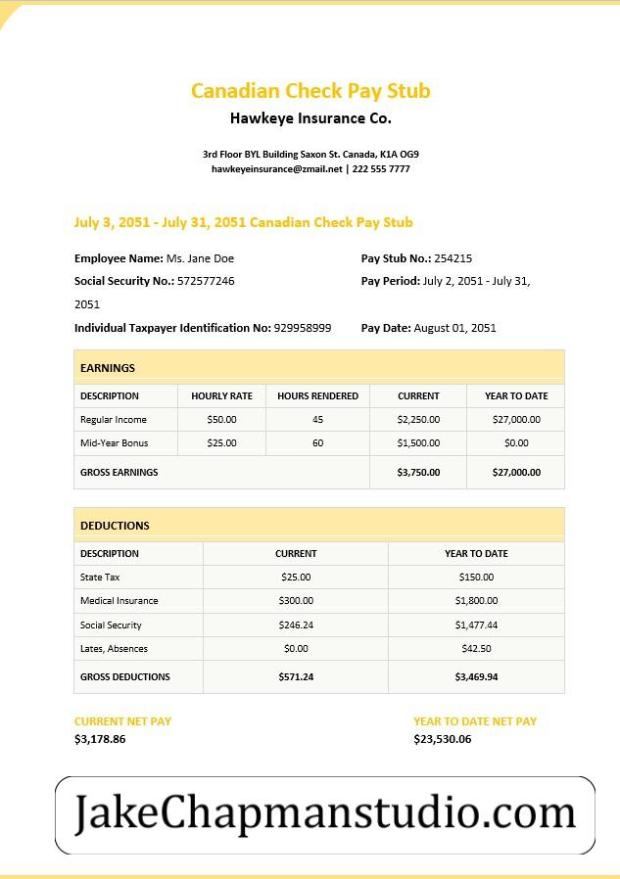 Canadian Check Pay Stub
Hawkeye Insurance Co.
3rd Floor BYL Building Saxon St. Canada, K1A OG9
hawkeyeinsurance@zmail.net | 222 555 7777
July 3, 2051 - July 31, 2051 Canadian Check Pay Stub
Employee Name: Ms. Jane Doe Pay Stub No.: 254215
Social Security No.: 572577246 Pay Period: July 2, 2051 - July 31,
2051
Individual Taxpayer Identification No: 929958999 Pay Date: August 01, 2051
EARNINGS
DESCRIPTION HOURLY RATE HOURS RENDERED CURRENT YEAR TO DATE
Regular Income $50.00 45 $2,250.00 $27,000.00
Mid-Year Bonus $25.00 60 $1,500.00 $0.00
GROSS EARNINGS $3,750.00 $27,000.00
DEDUCTIONS
DESCRIPTION CURRENT YEAR TO DATE
State Tax $25.00 $150.00
Medical Insurance $300.00 $1,800.00
Social Security $246.24 $1,477.44
Lates, Absences $0.00 $42.50
GROSS DEDUCTIONS $571.24 $3,469.94
CURRENT NET PAY YEAR TO DATE NET PAY
$3,178.86 $23,530.06
JakeChapmanstudio.com